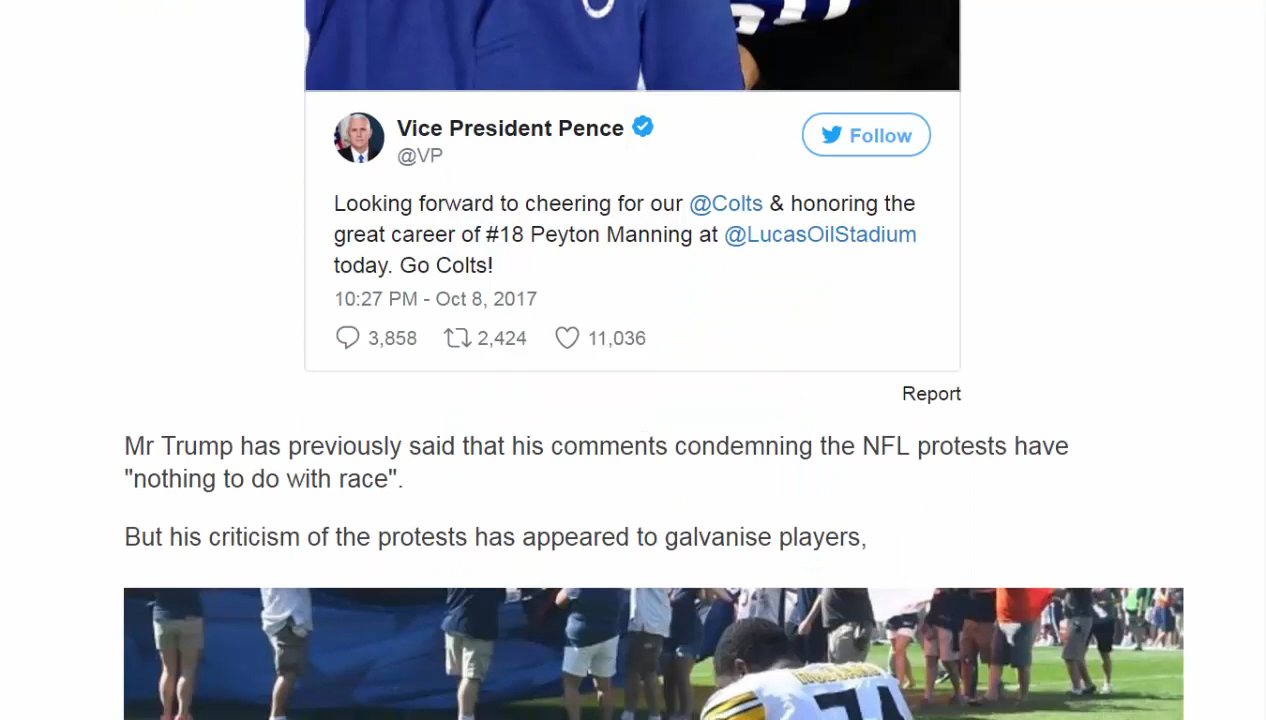 Vice President Pence
Follow
@VP
Looking forward to cheering for our @Colts & honoring the
great career of #18 Peyton Manning at @LucasOilStadium
today. Go Colts!
10:27 PM - Oct 8, 2017
3,858 2,424 11,036
Report
Mr Trump has previously said that his comments condemning the NFL protests have
"nothing to do with race".
But his criticism of the protests has appeared to galvanise players,